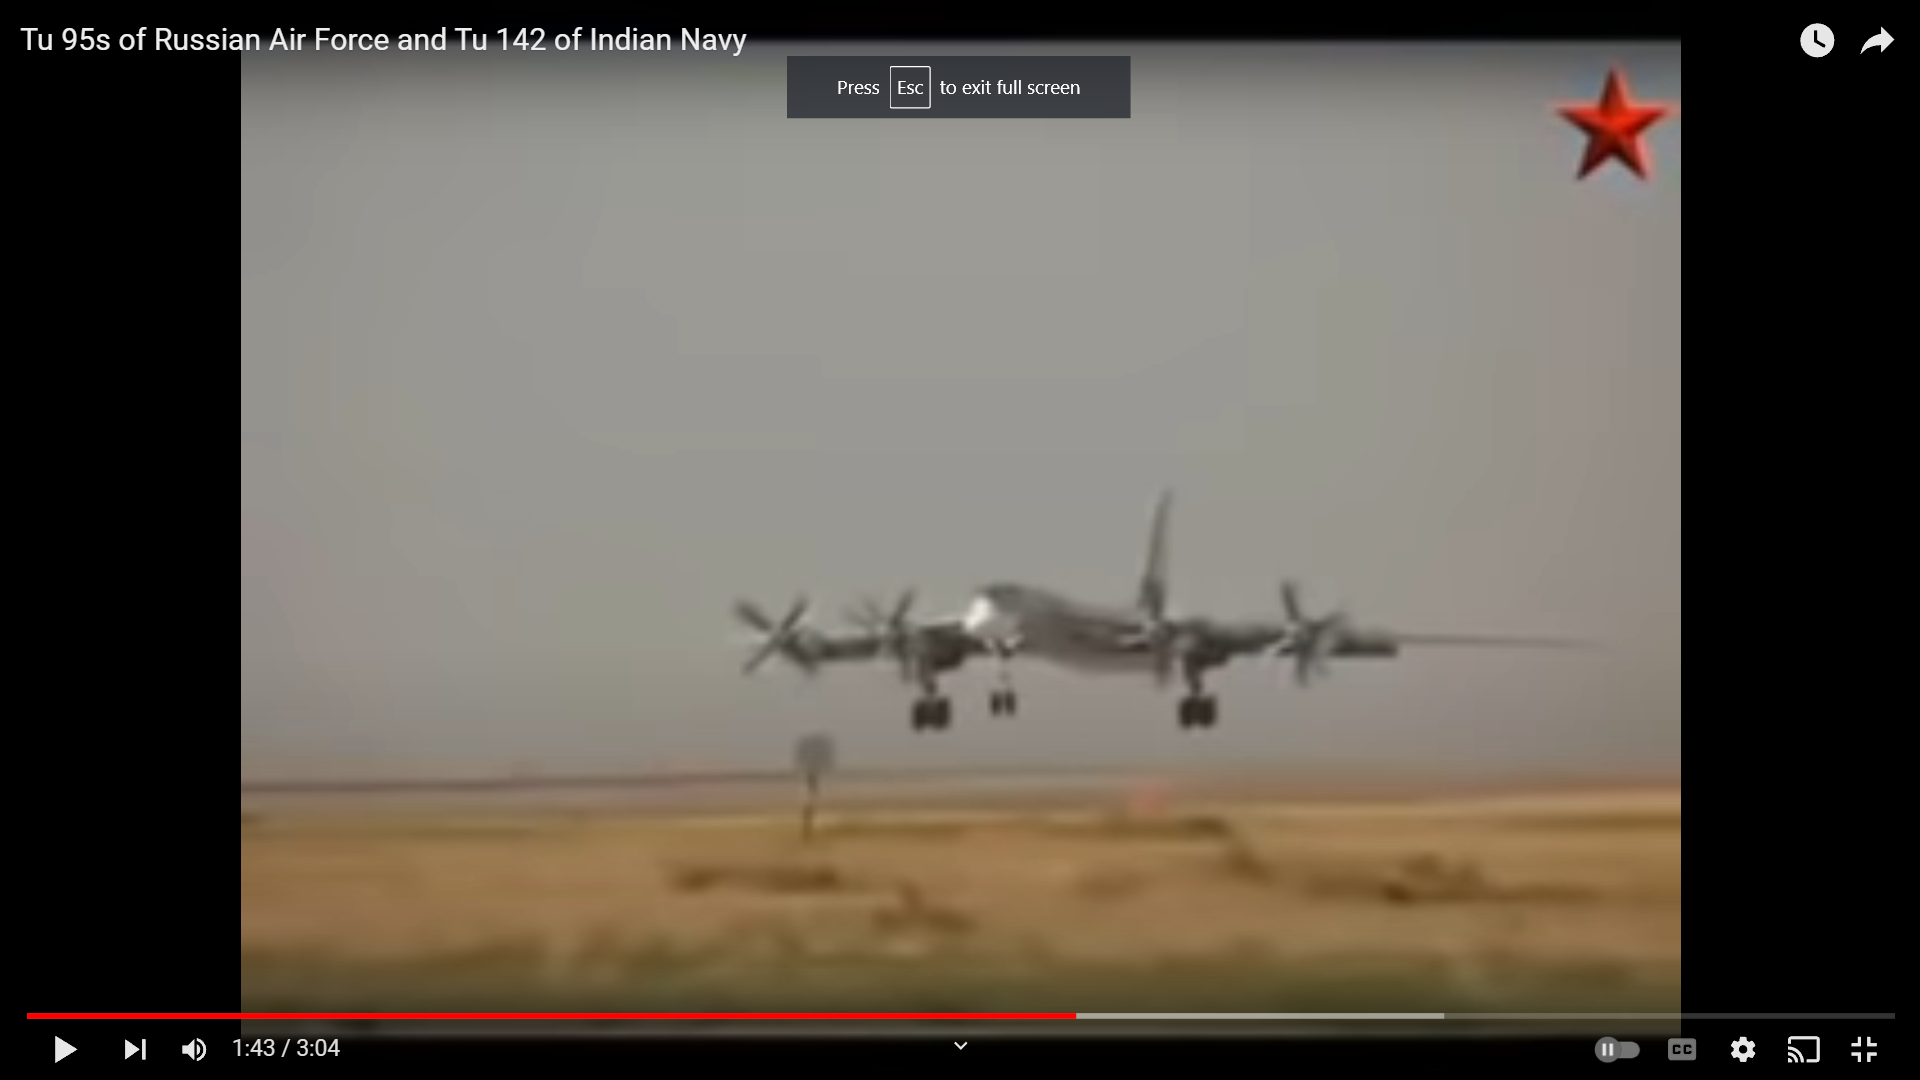 Tu 95s of Russian Air Force and Tu 142 of Indian Navy
Press Esc to exit full screen
1:43 / 3:04
CC